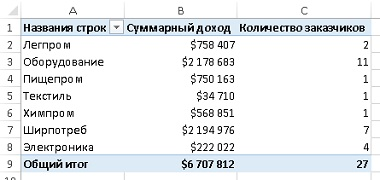 A B C
1 Названия строк Суммарный доход Количество заказчиков
2 Легпром $758 407 2
3 Оборудование $2 178 683 11
4 Пищепром $750 163 1
5 Текстиль $34 710 1
6 Химпром $568 851 1
7 Ширпотреб $2 194 976 7
8 Электроника $222 022 4
9 Общий итог $6 707 812 27